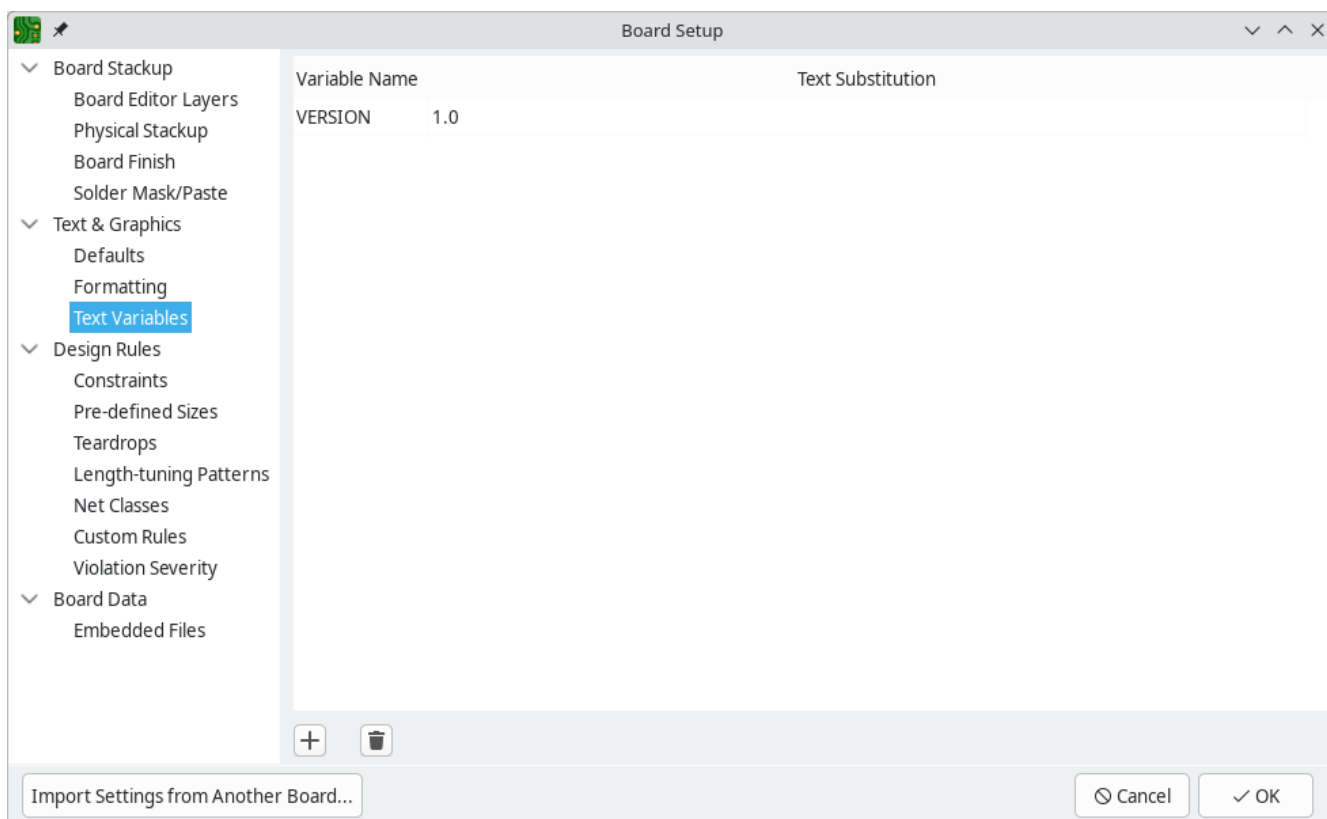 Board Setup
Board Stackup
Board Editor Layers
Physical Stackup
Board Finish
Solder Mask/Paste
Text & Graphics
Defaults
Formatting
Text Variables
Design Rules
Constraints
Pre-defined Sizes
Teardrops
Length-tuning Patterns
Net Classes
Custom Rules
Violation Severity
Board Data
Embedded Files
Variable Name Text Substitution
VERSION 1.0
Import Settings from Another Board... Cancel OK